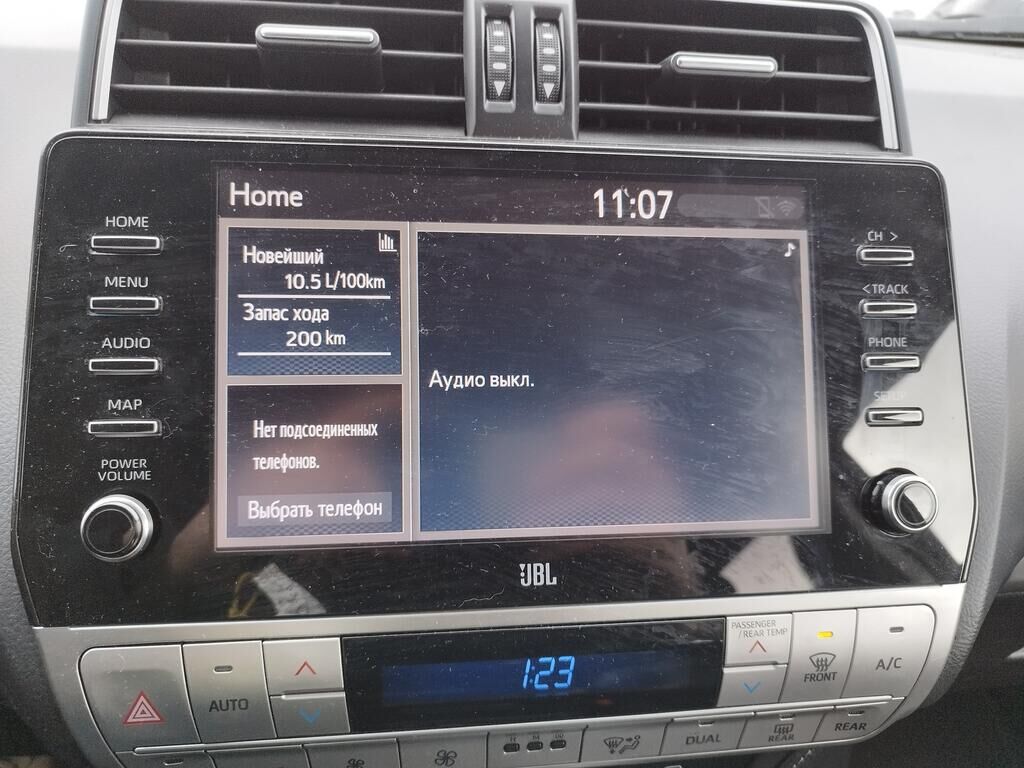 Home 11:07
HOME
MENU
AUDIO
MAP
POWER
VOLUME
Новейший
10.5 L/100km
Запас хода
200 km
Нет подсоединенных
телефонов.
Выбрать телефон
Аудио выкл.
CH >
< TRACK
PHONE
SETUP
JBL
1:23
AUTO
PASSENGER
/REAR TEMP
FRONT
A/C
DUAL
REAR
REAR